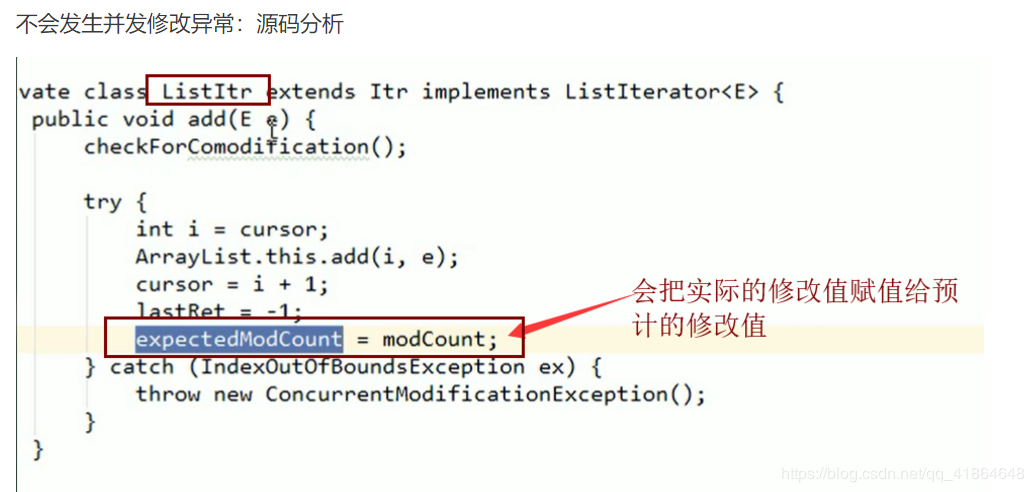 不会发生并发修改异常：源码分析
vate class ListItr extends Itr implements ListIterator<E> {
public void add(E e) {
checkForComodification();
try {
int i = cursor;
ArrayList.this.add(i, e);
cursor = i + 1;
lastRet = -1;
expectedModCount = modCount;
会把实际的修改值赋值给预
计的修改值
} catch (IndexOutOfBoundsException ex) {
throw new ConcurrentModificationException();
}
}
https://blog.csdn.net/qq_41864648